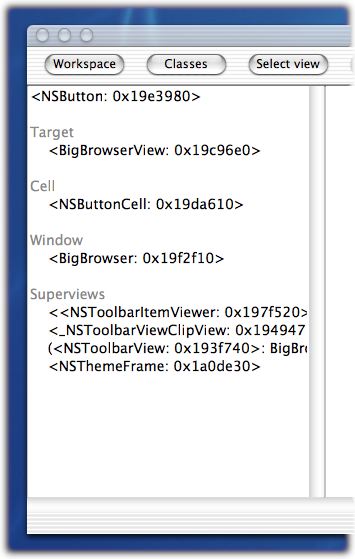 Workspace Classes Select view
<NSButton: 0x19e3980>
Target
<BigBrowserView: 0x19c96e0>
Cell
<NSButtonCell: 0x19da610>
Window
<BigBrowser: 0x19f2f10>
Superviews
<<NSToolbarItemViewer: 0x197f520>
<_NSToolbarViewClipView: 0x194947
(<NSToolbarView: 0x193f740>: BigBro
<NSThemeFrame: 0x1a0de30>